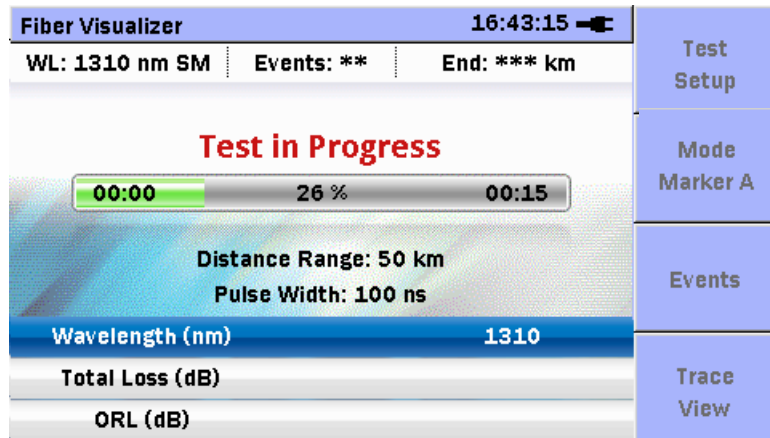 Fiber Visualizer 16:43:15
WL: 1310 nm SM Events: ** End: *** km
Test in Progress
00:00 26 % 00:15
Distance Range: 50 km
Pulse Width: 100 ns
Wavelength (nm) 1310
Total Loss (dB)
ORL (dB)
Test
Setup
Mode
Marker A
Events
Trace
View